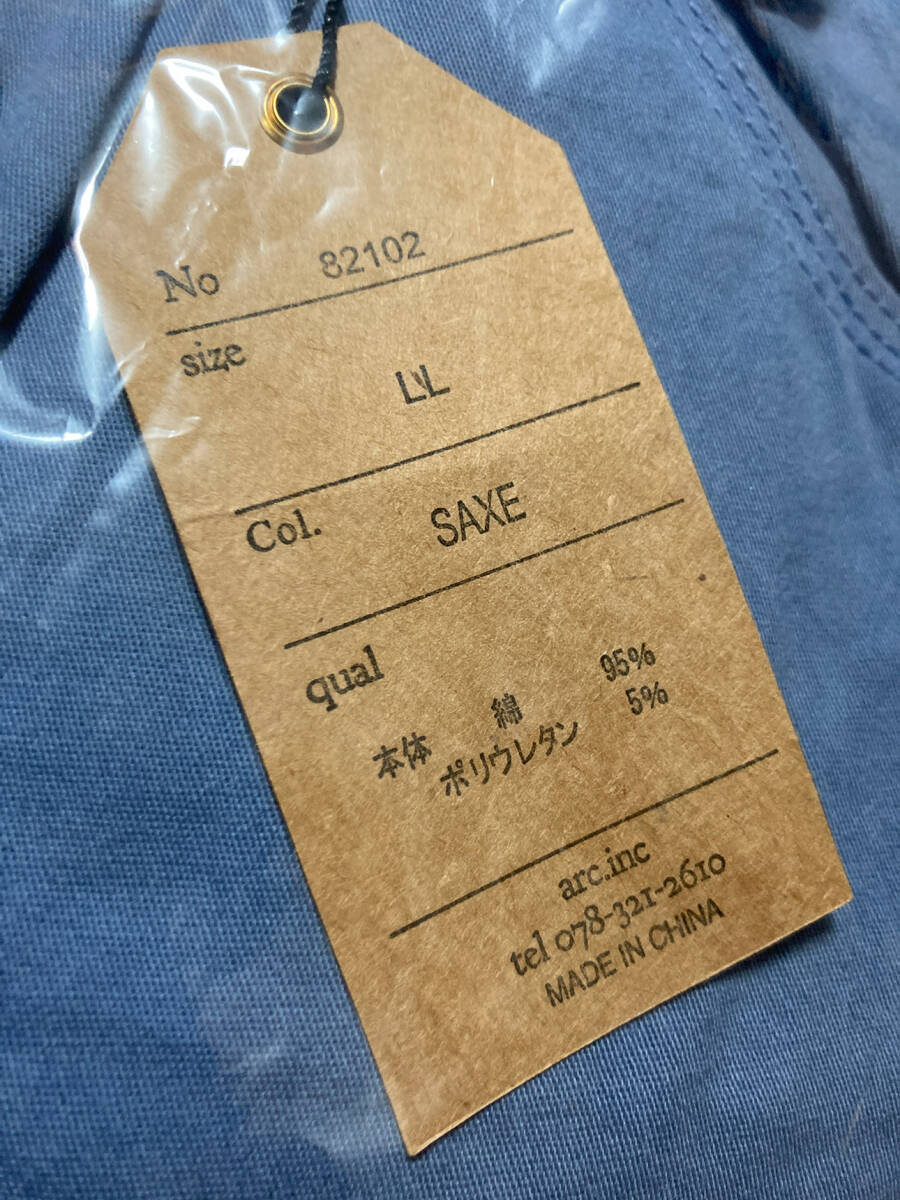 No 82102
size LL
Col. SAXE
qual
本体 綿 95%
ポリウレタン 5%
arc.inc
tel 078-321-2610
MADE IN CHINA